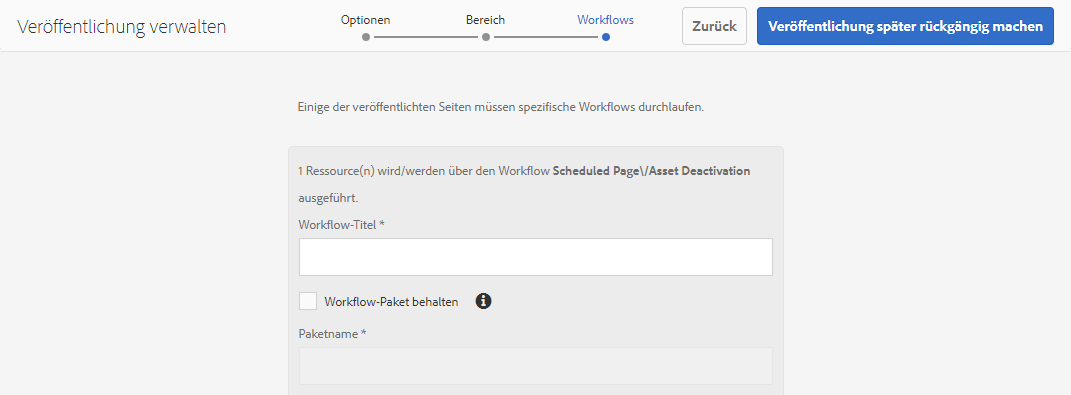 Veröffentlichung verwalten
Optionen
Bereich
Workflows
Zurück
Veröffentlichung später rückgängig machen
Einige der veröffentlichten Seiten müssen spezifische Workflows durchlaufen.
1 Ressource(n) wird/werden über den Workflow Scheduled Page\/Asset Deactivation
ausgeführt.
Workflow-Titel *
Workflow-Paket behalten
Paketname *